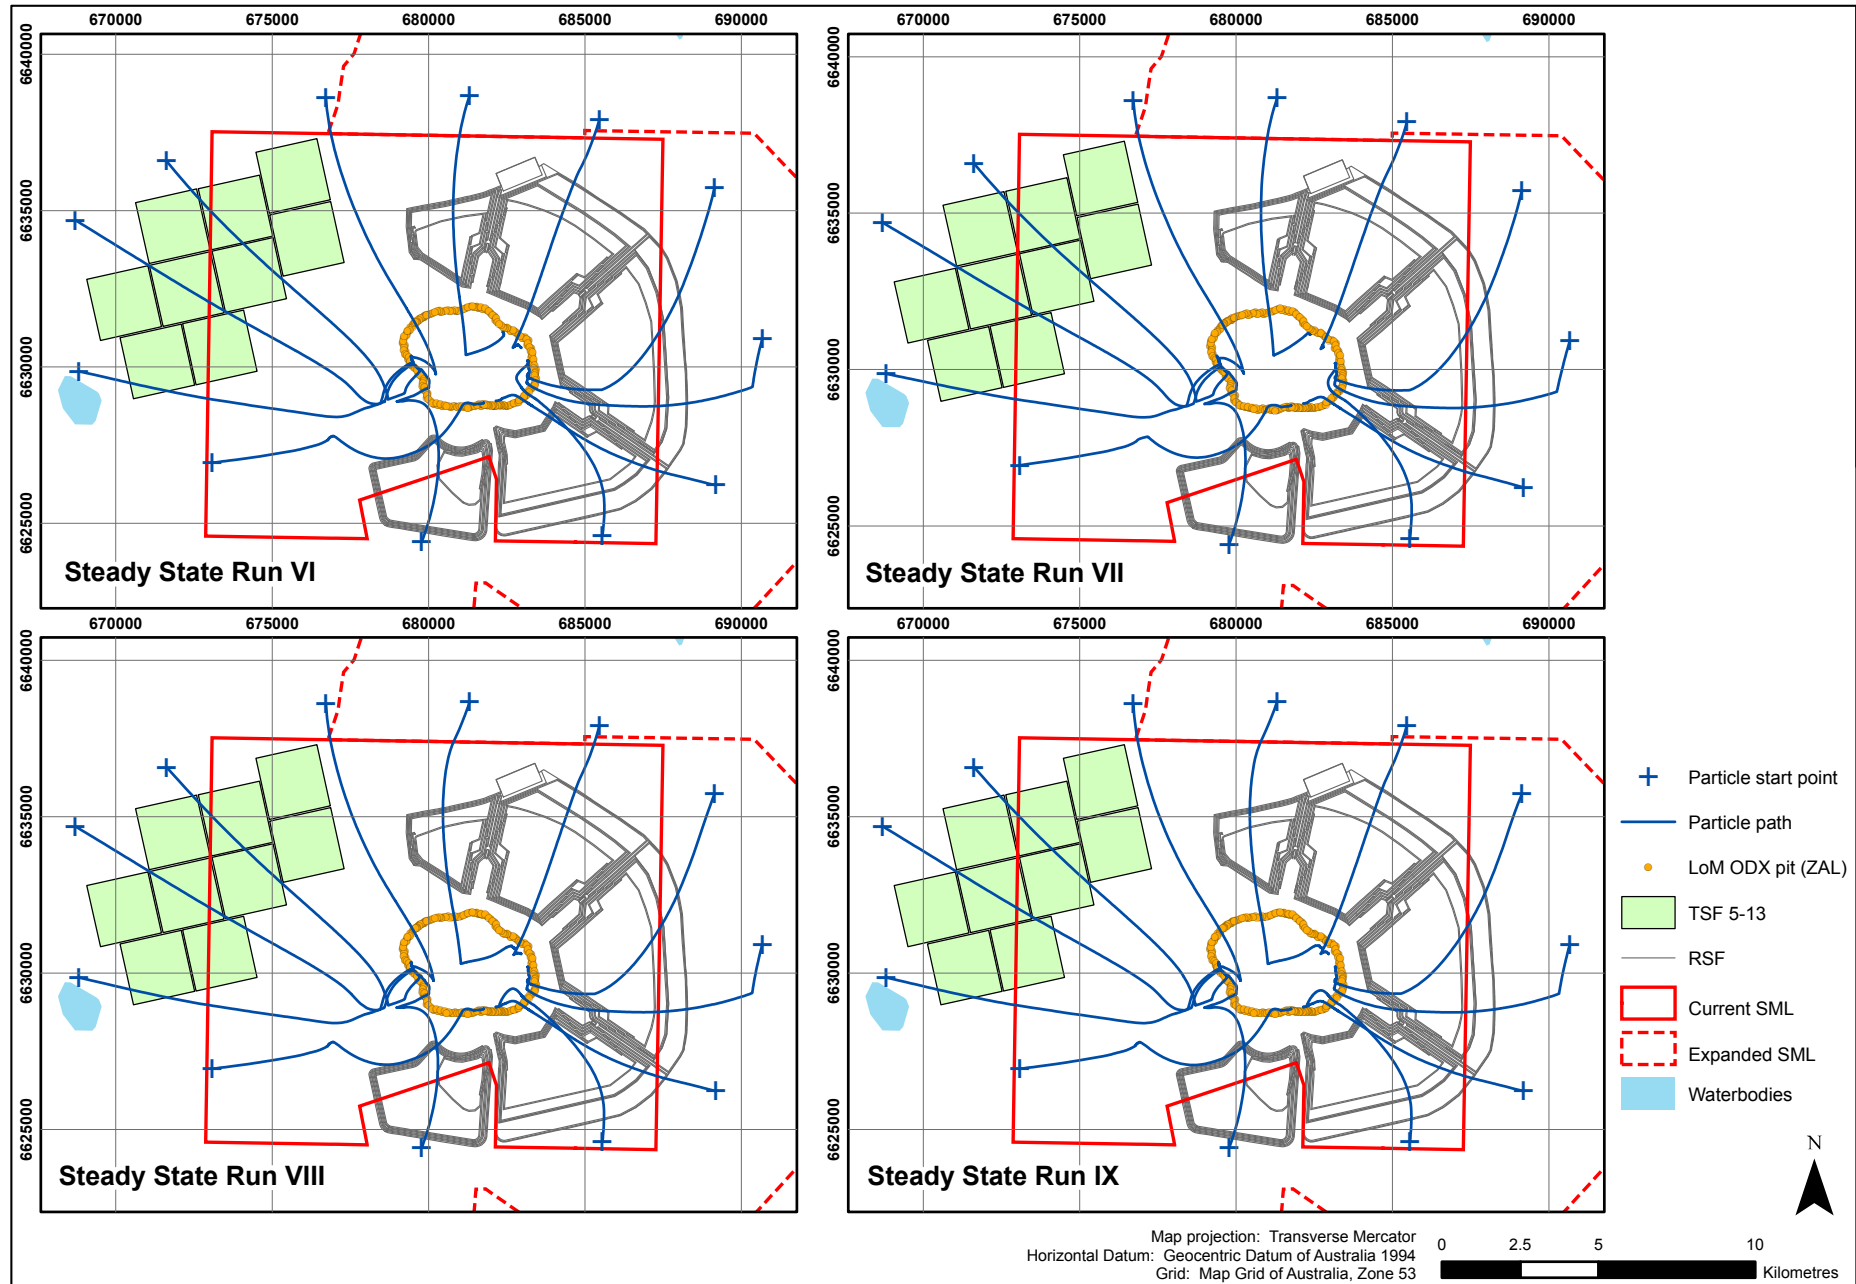 670000 675000 680000 685000 690000
670000 675000 680000 685000 690000
6640000
6635000
6630000
6625000
Steady State Run VI
6640000
6635000
6630000
6625000
Steady State Run VII
670000 675000 680000 685000 690000
670000 675000 680000 685000 690000
6640000
6635000
6630000
6625000
Steady State Run VIII
6640000
6635000
6630000
6625000
Steady State Run IX
Particle start point
Particle path
LoM ODX pit (ZAL)
TSF 5-13
RSF
Current SML
Expanded SML
Waterbodies
N
Map projection: Transverse Mercator
Horizontal Datum: Geocentric Datum of Australia 1994
Grid: Map Grid of Australia, Zone 53
0 2.5 5 10
Kilometres